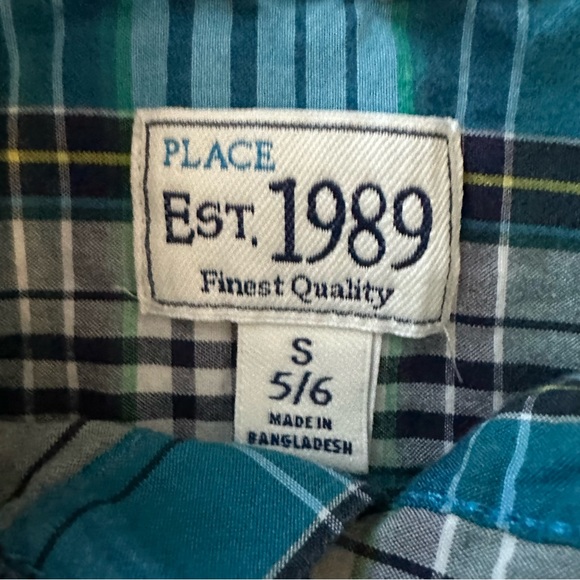 PLACE
EST. 1989
Finest Quality
S
5/6
MADE IN
BANGLADESH